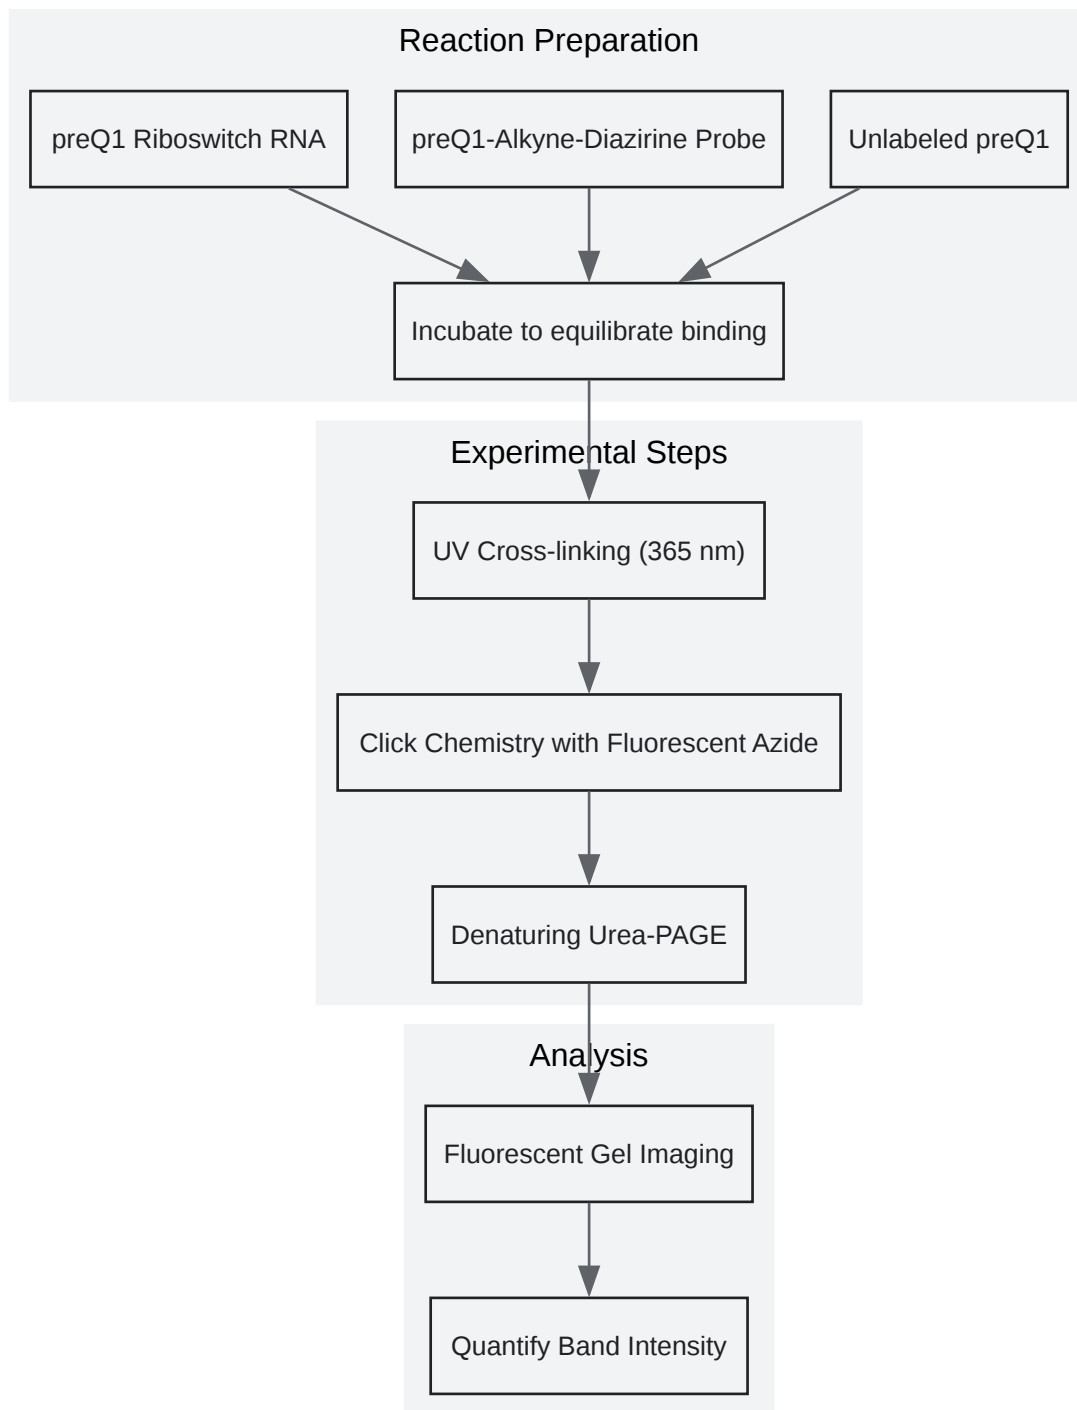 Reaction Preparation
preQ1 Riboswitch RNA
preQ1-Alkyne-Diazirine Probe
Unlabeled preQ1
Incubate to equilibrate binding
Experimental Steps
UV Cross-linking (365 nm)
Click Chemistry with Fluorescent Azide
Denaturing Urea-PAGE
Analysis
Fluorescent Gel Imaging
Quantify Band Intensity